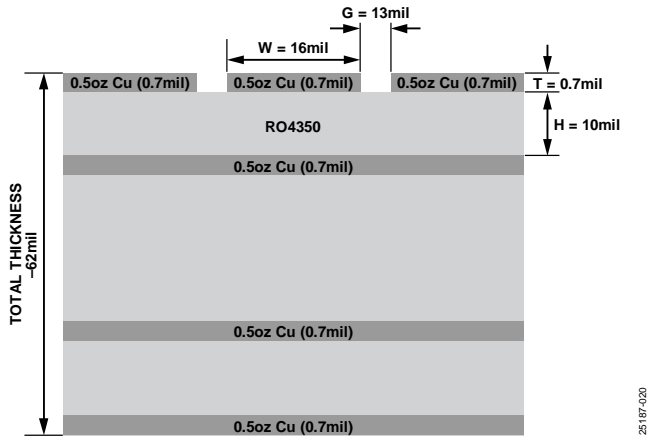 G = 13mil
W = 16mil
0.5oz Cu (0.7mil)
0.5oz Cu (0.7mil)
0.5oz Cu (0.7mil)
T = 0.7mil
RO4350
H = 10mil
0.5oz Cu (0.7mil)
TOTAL THICKNESS
–62mil
0.5oz Cu (0.7mil)
0.5oz Cu (0.7mil)
25187-020